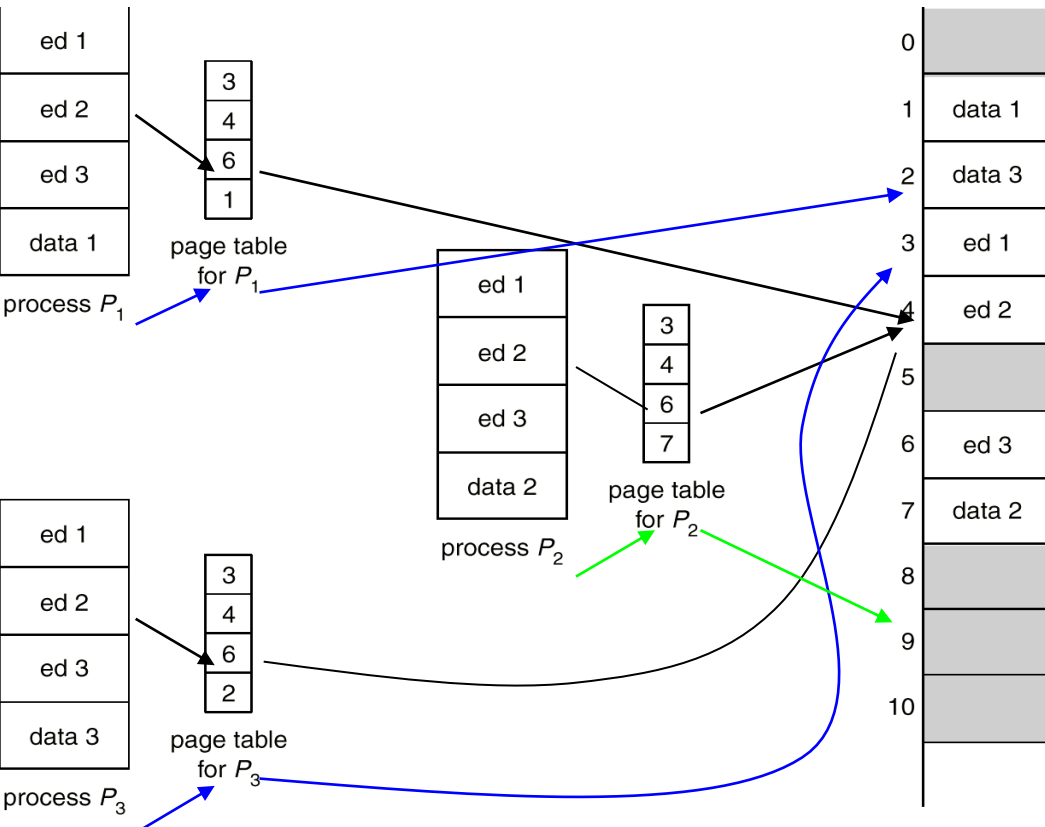 ed 1
ed 2
ed 3
data 1
process P1
3
4
6
1
page table
for P1
ed 1
ed 2
ed 3
data 2
process P2
3
4
6
7
page table
for P2
ed 1
ed 2
ed 3
data 3
process P3
3
4
6
2
page table
for P3
0
1 data 1
2 data 3
3 ed 1
4 ed 2
5
6 ed 3
7 data 2
8
9
10